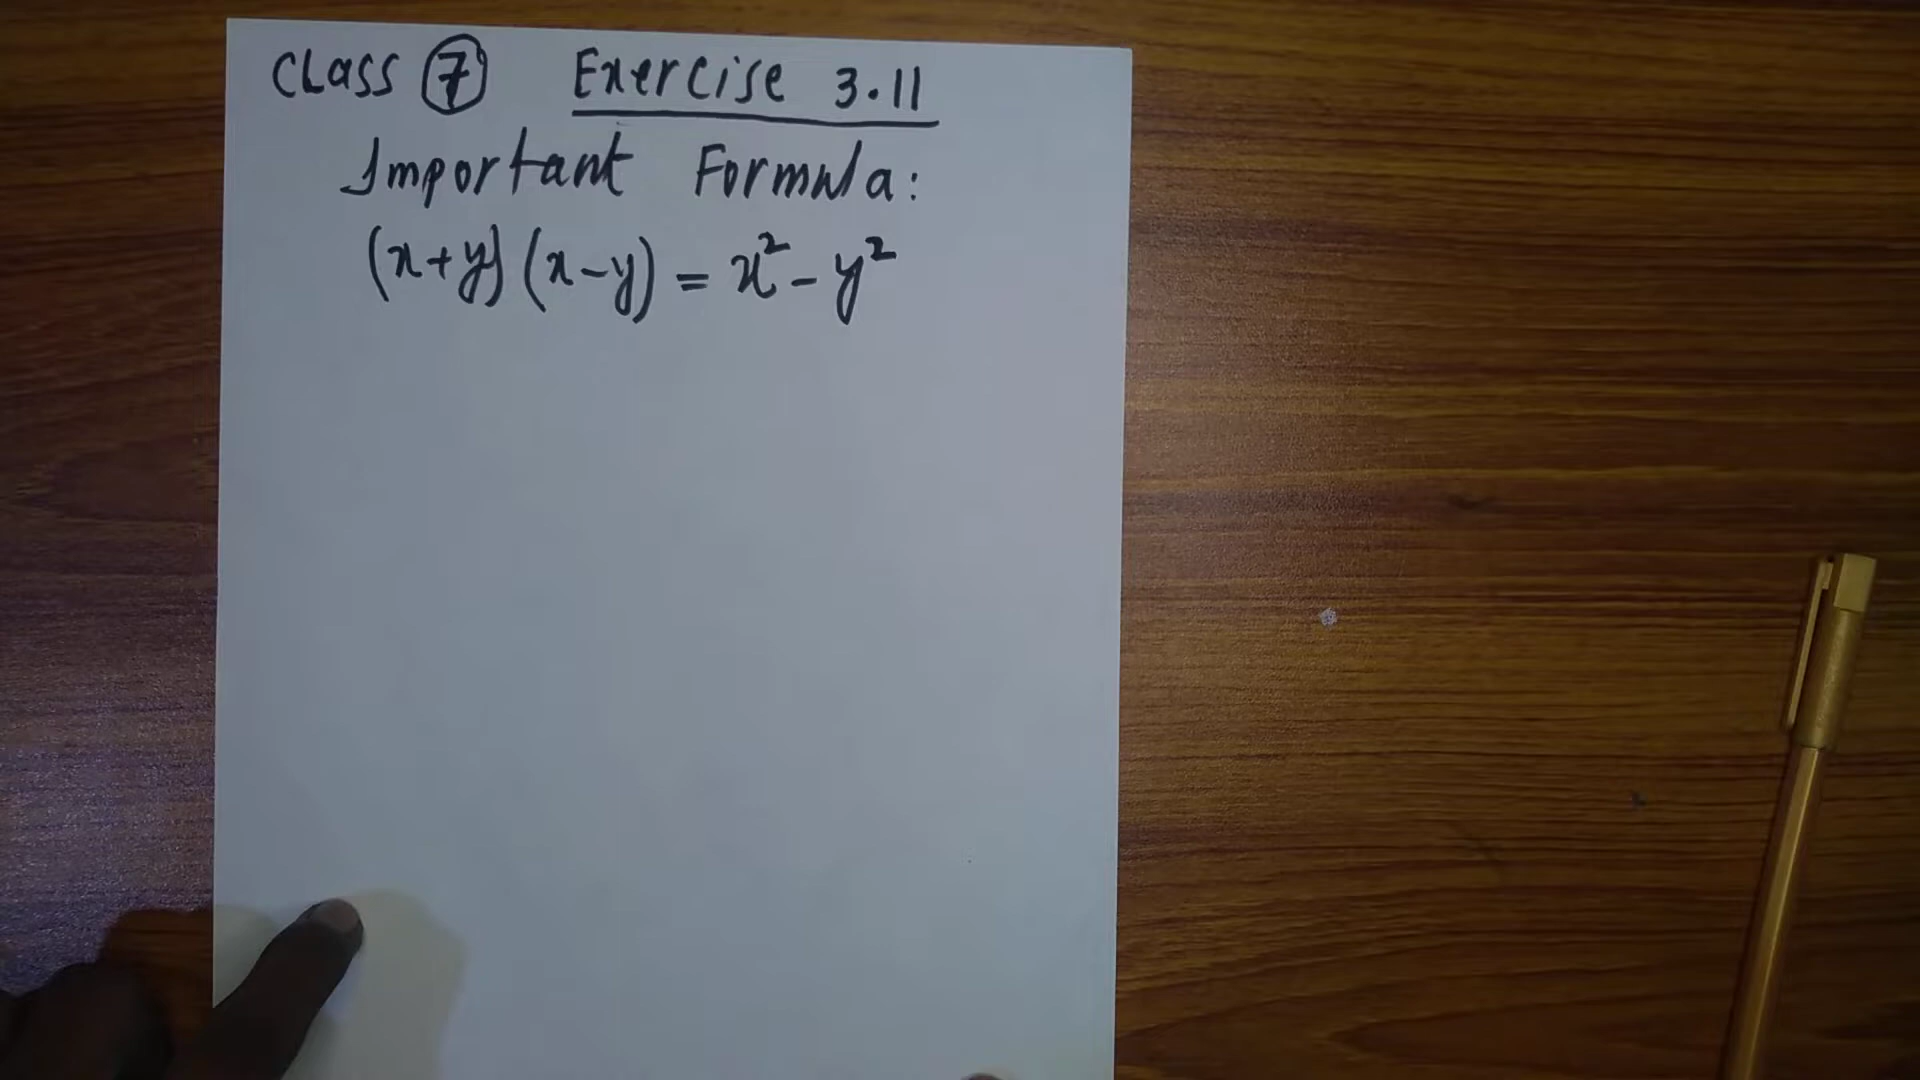 CLass 7 Exercise 3.11
Important Formula:
(x+y) (x-y) = x² - y²